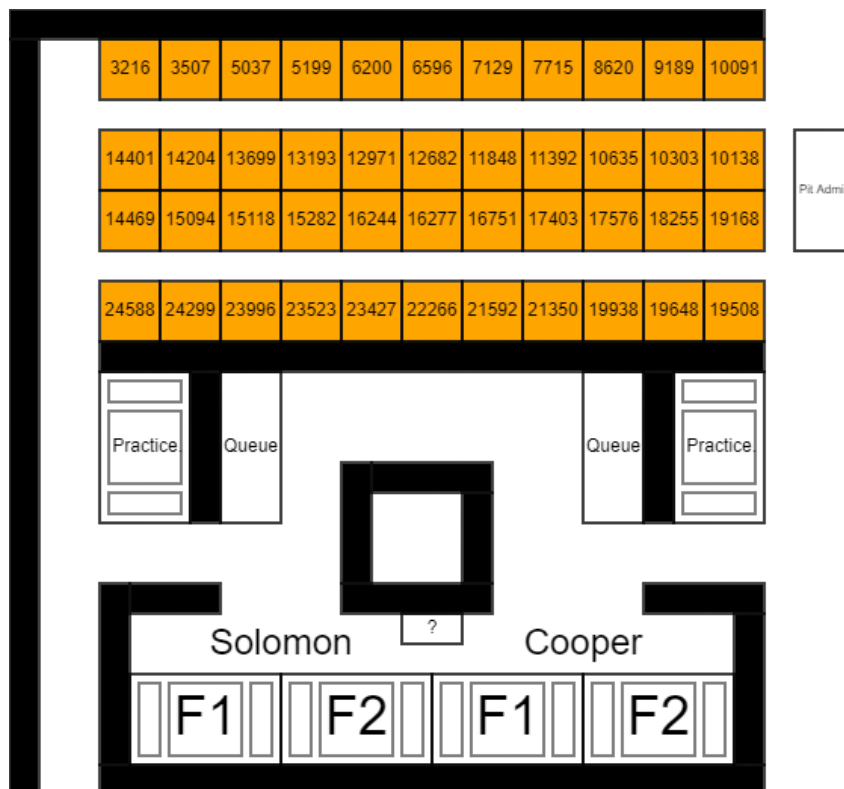 3216 3507 5037 5199 6200 6596 7129 7715 8620 9189 10091
14401 14204 13699 13193 12971 12682 11848 11392 10635 10303 10138
Pit Admi
14469 15094 15118 15282 16244 16277 16751 17403 17576 18255 19168
24588 24299 23996 23523 23427 22266 21592 21350 19938 19648 19508
Practice. Queue Queue Practice.
?
Solomon Cooper
F1 F2 F1 F2